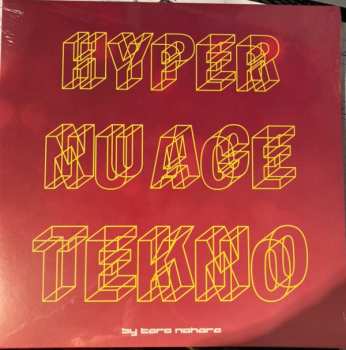 HYPER
NU AGE
TEKNO
by taro nohara